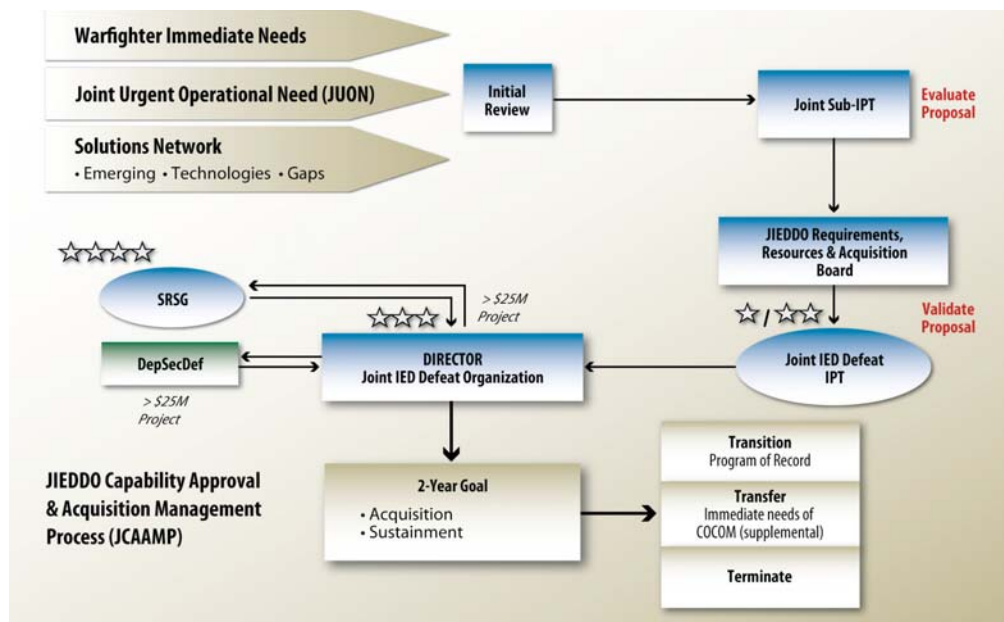 Warfighter Immediate Needs
Joint Urgent Operational Need (JUON)
Solutions Network
• Emerging • Technologies • Gaps
Initial
Review
Joint Sub-IPT
Evaluate
Proposal
JIEDDO Requirements,
Resources & Acquisition
Board
Validate
Proposal
/
Joint IED Defeat
IPT
SRSG
> $25M
Project
DepSecDef
> $25M
Project
DIRECTOR
Joint IED Defeat Organization
JIEDDO Capability Approval
& Acquisition Management
Process (JCAAMP)
2-Year Goal
• Acquisition
• Sustainment
Transition
Program of Record
Transfer
Immediate needs of
COCOM (supplemental)
Terminate